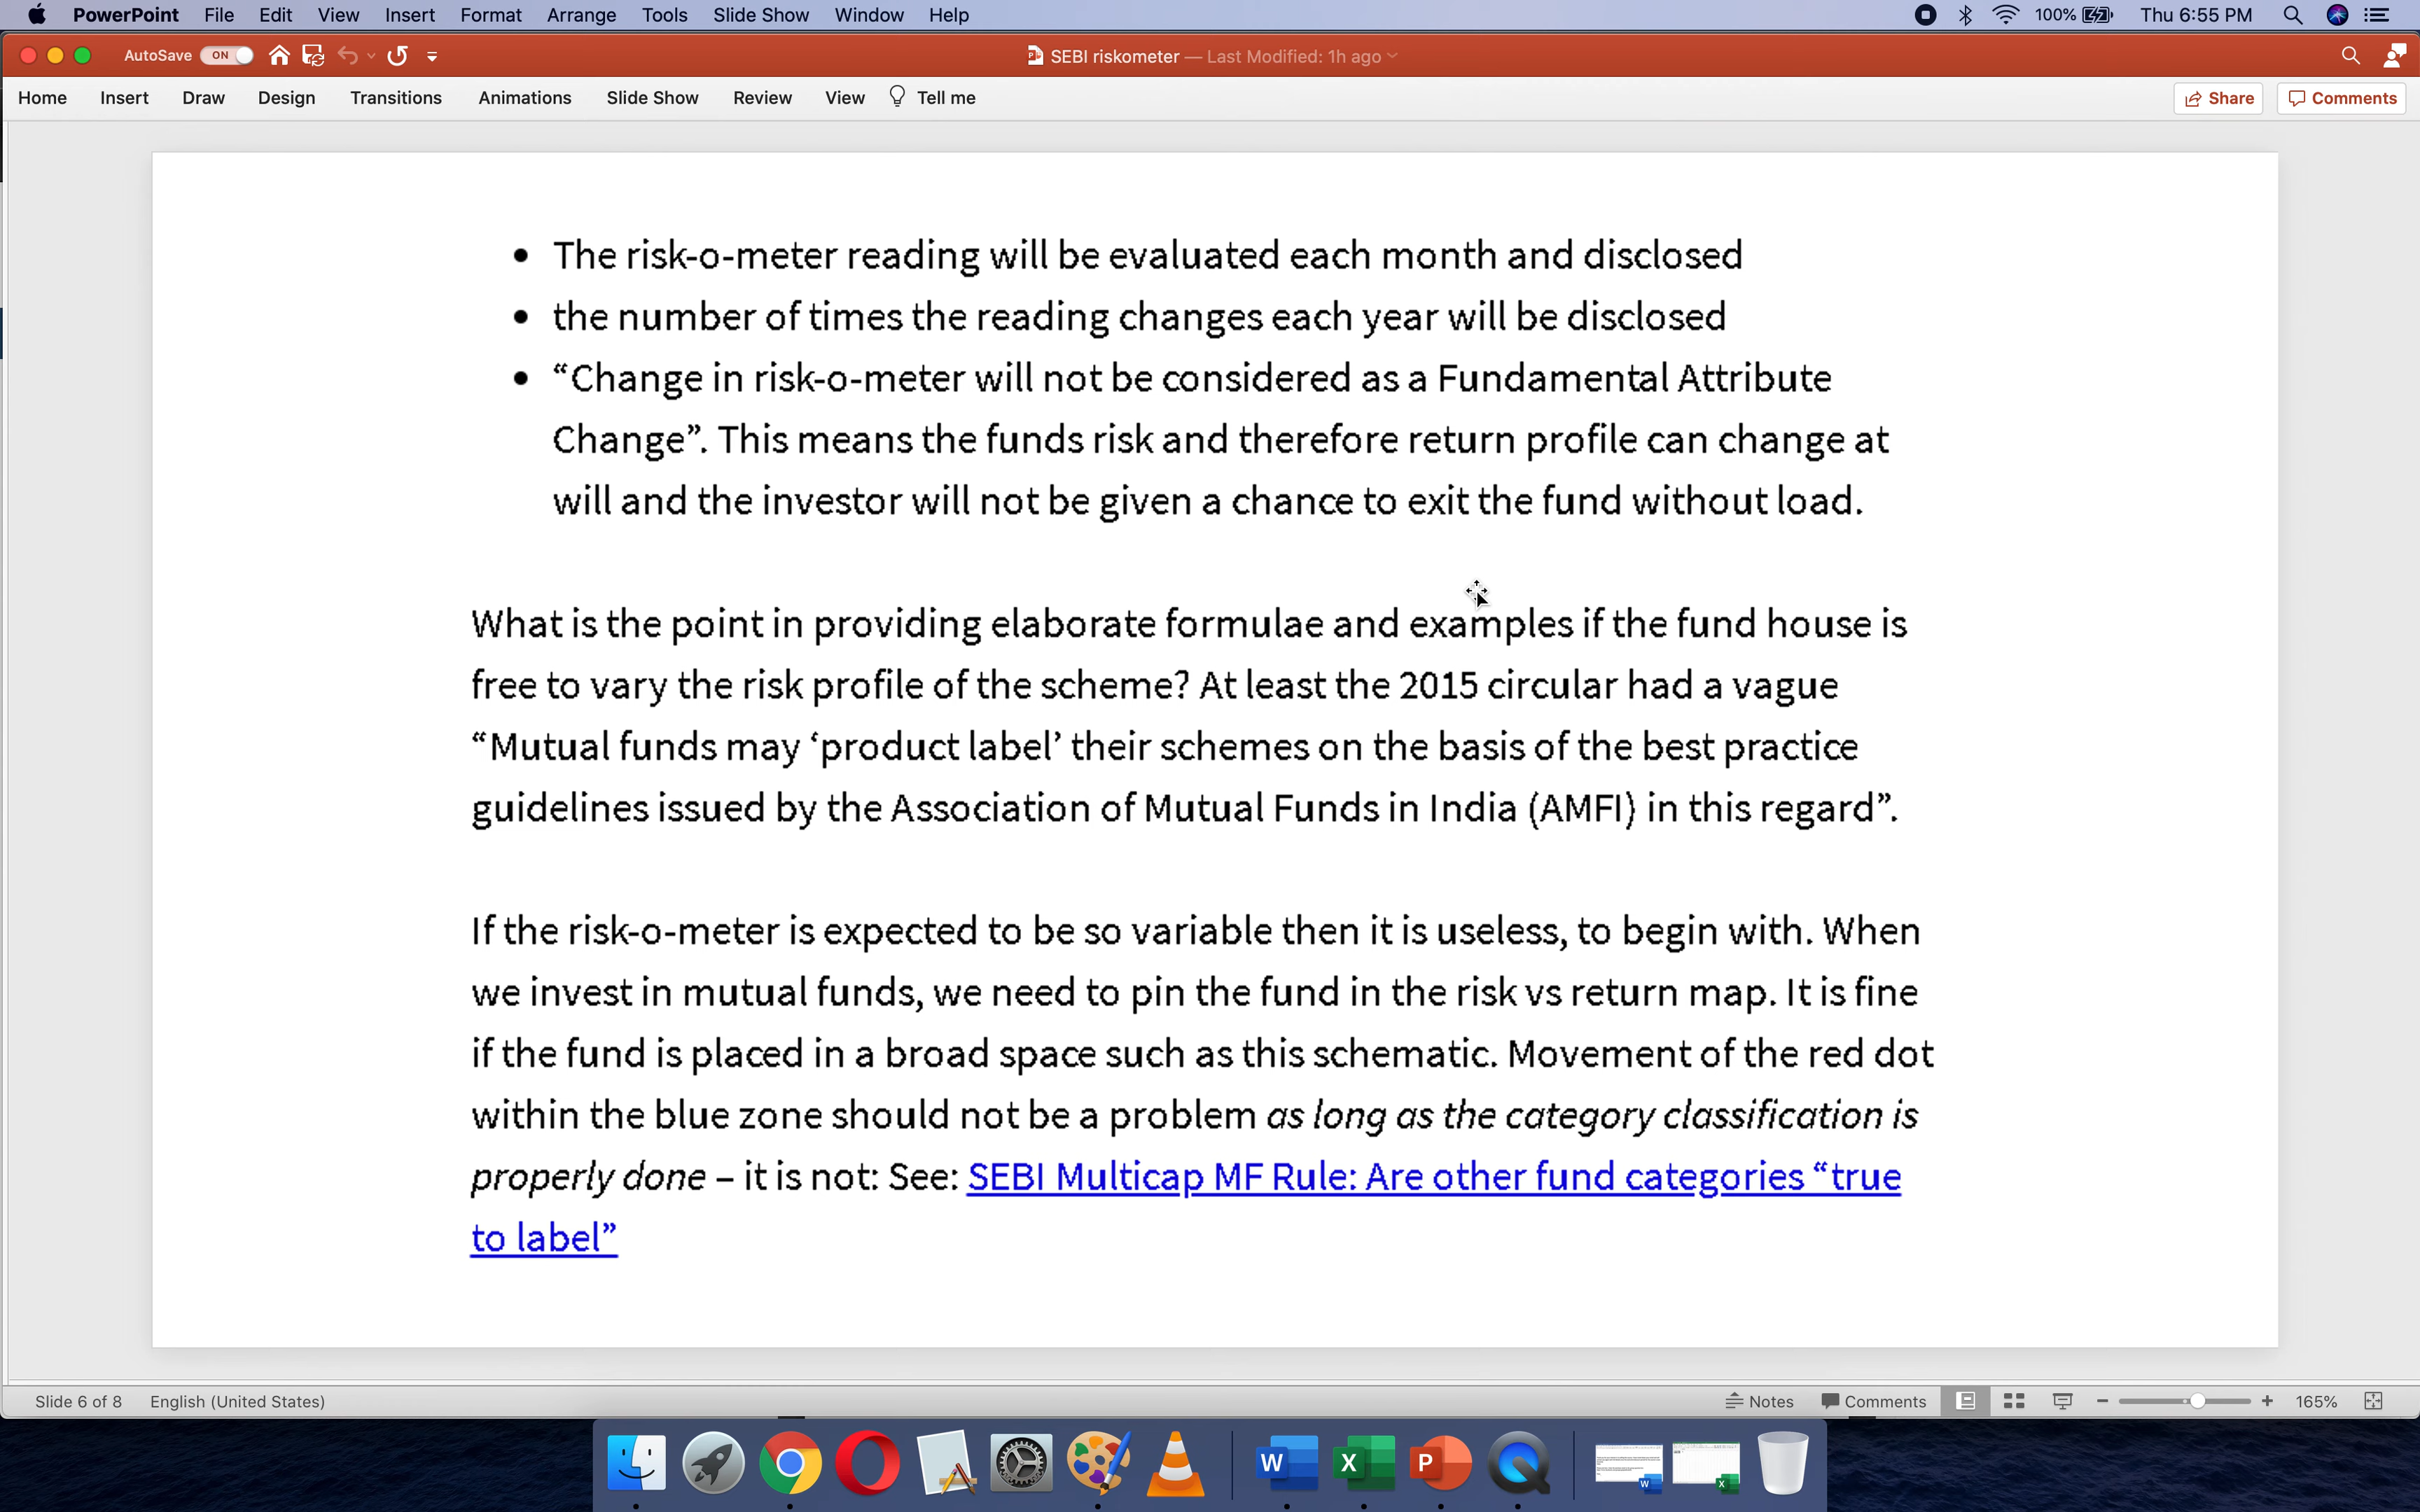 PowerPoint File Edit View Insert Format Arrange Tools Slide Show Window Help 100% Thu 6:55 PM
AutoSave ON SEBI riskometer — Last Modified: 1h ago
Home Insert Draw Design Transitions Animations Slide Show Review View Tell me Share Comments
• The risk-o-meter reading will be evaluated each month and disclosed
• the number of times the reading changes each year will be disclosed
• “Change in risk-o-meter will not be considered as a Fundamental Attribute
Change”. This means the funds risk and therefore return profile can change at
will and the investor will not be given a chance to exit the fund without load.
What is the point in providing elaborate formulae and examples if the fund house is
free to vary the risk profile of the scheme? At least the 2015 circular had a vague
“Mutual funds may ‘product label’ their schemes on the basis of the best practice
guidelines issued by the Association of Mutual Funds in India (AMFI) in this regard”.
If the risk-o-meter is expected to be so variable then it is useless, to begin with. When
we invest in mutual funds, we need to pin the fund in the risk vs return map. It is fine
if the fund is placed in a broad space such as this schematic. Movement of the red dot
within the blue zone should not be a problem as long as the category classification is
properly done – it is not: See: SEBI Multicap MF Rule: Are other fund categories “true
to label”
Slide 6 of 8 English (United States) Notes Comments 165%
W X P